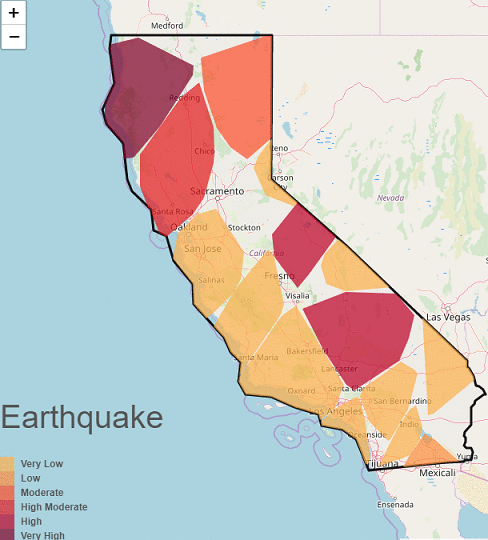 +
−
Medford
Redding
Reno
Chico
Carson
City
Sacramento
Nevada
Santa Rosa
Oakland
Stockton
San Jose
California
Fresno
Salinas
Visalia
Las Vegas
Santa Maria
Bakersfield
Lancaster
Oxnard
Santa Clarita
San Bernardino
Los Angeles
Indio
Oceanside
Earthquake
Tijuana
Mexicali
Yuma
Ensenada
Very Low
Low
Moderate
High Moderate
High
Very High